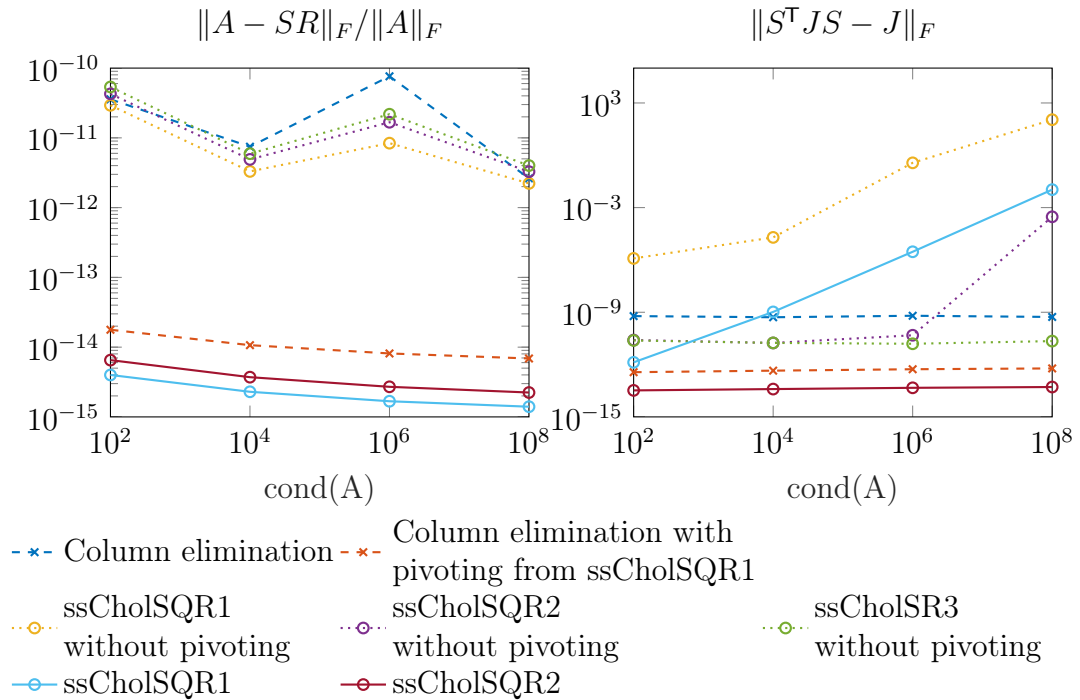 ∥A − SR∥_F/∥A∥_F
∥S^T JS − J∥_F
10^−10
10^−11
10^−12
10^−13
10^−14
10^−15
10^2 10^4 10^6 10^8
cond(A)
10^3
10^−3
10^−9
10^−15
10^2 10^4 10^6 10^8
cond(A)
Column elimination
Column elimination with
pivoting from ssCholSQR1
ssCholSQR1
without pivoting
ssCholSQR2
without pivoting
ssCholSR3
without pivoting
ssCholSQR1
ssCholSQR2